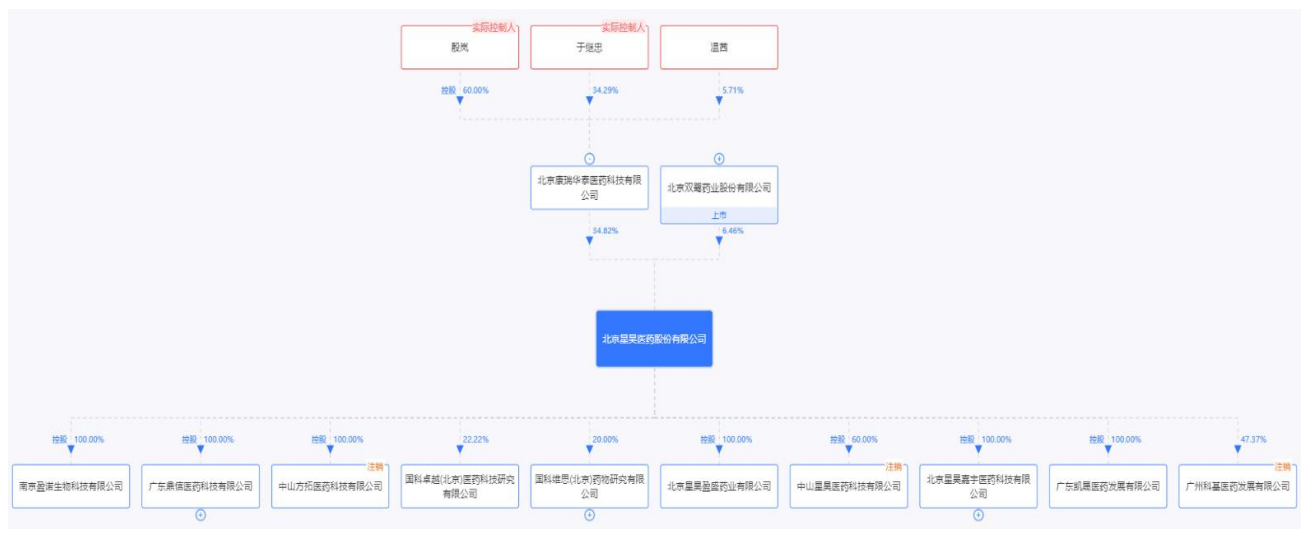 实际控制人
实际控制人
殷岚
于继忠
温茜
控股 60.00%
34.29%
5.71%
北京康瑞华泰医药科技有限
公司
北京双鹭药业股份有限公司
上市
34.82%
6.46%
北京星昊医药股份有限公司
控股 100.00%
控股 100.00%
控股 100.00%
22.22%
20.00%
控股 100.00%
控股 60.00%
控股 100.00%
控股 100.00%
47.37%
注销
注销
注销
南京盈诺生物科技有限公司
广东鼎信医药科技有限公司
中山方拓医药科技有限公司
国科卓越(北京)医药科技研究
有限公司
国科维思(北京)药物研究有限
公司
北京星昊盈盛药业有限公司
中山星昊医药科技有限公司
北京星昊嘉宇医药科技有限
公司
广东凯晟医药发展有限公司
广州科基医药发展有限公司